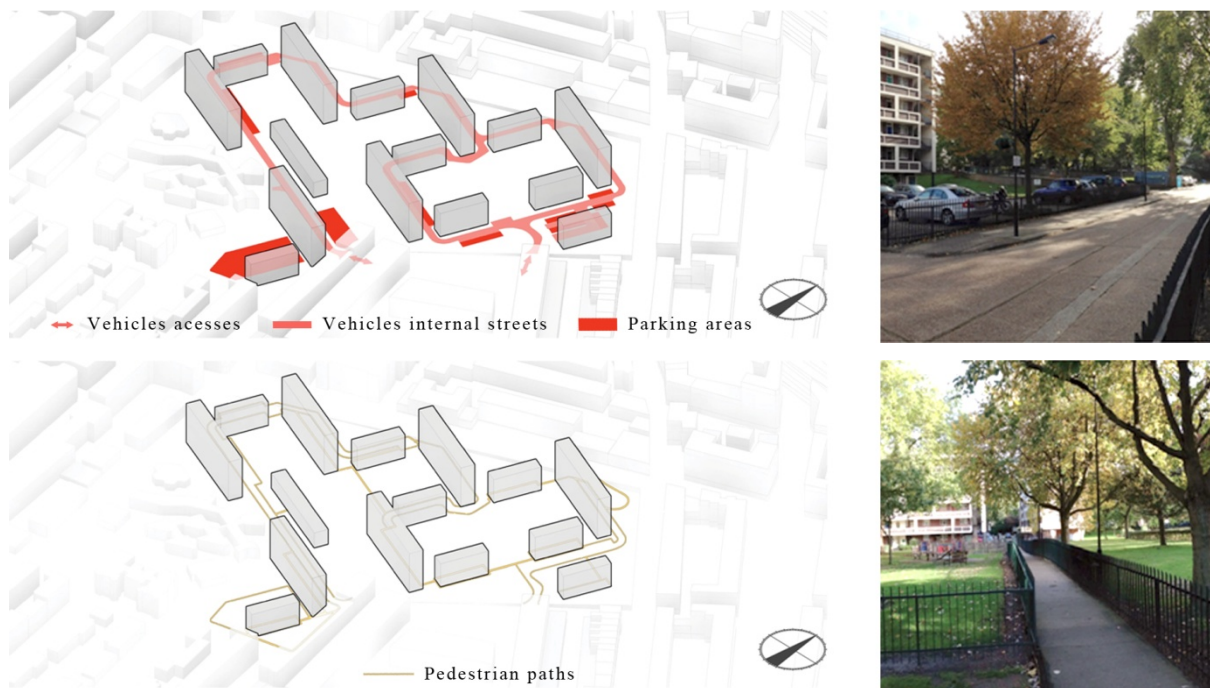 Vehicles acesses
Vehicles internal streets
Parking areas
Pedestrian paths